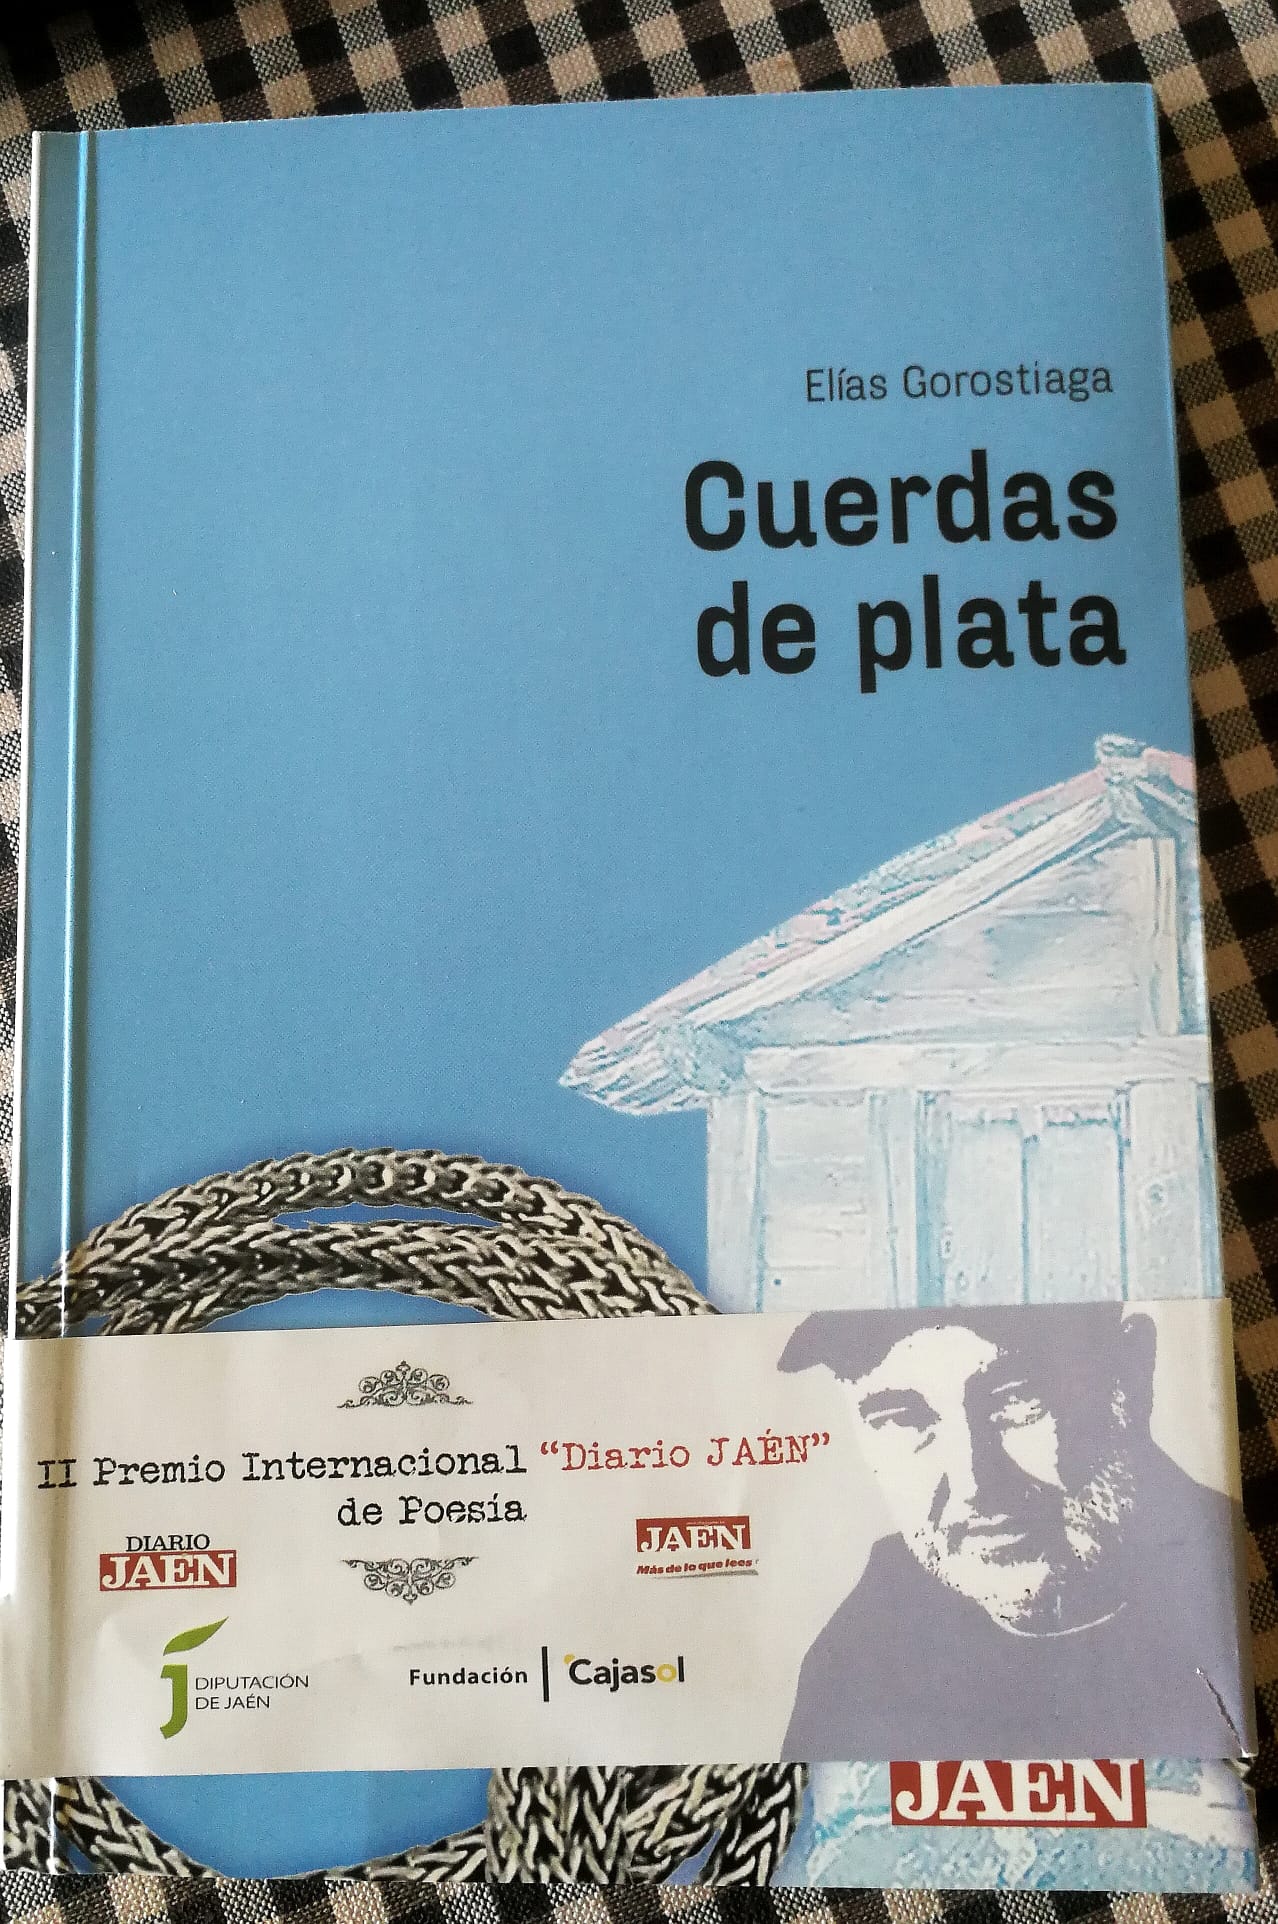 Elías Gorostiaga
Cuerdas
de plata
II Premio Internacional “Diario JAÉN”
de Poesía
DIARIO
JAEN
JAEN
Más de lo que lees
DIPUTACIÓN
DE JAÉN
Fundación | Cajasol
JAEN